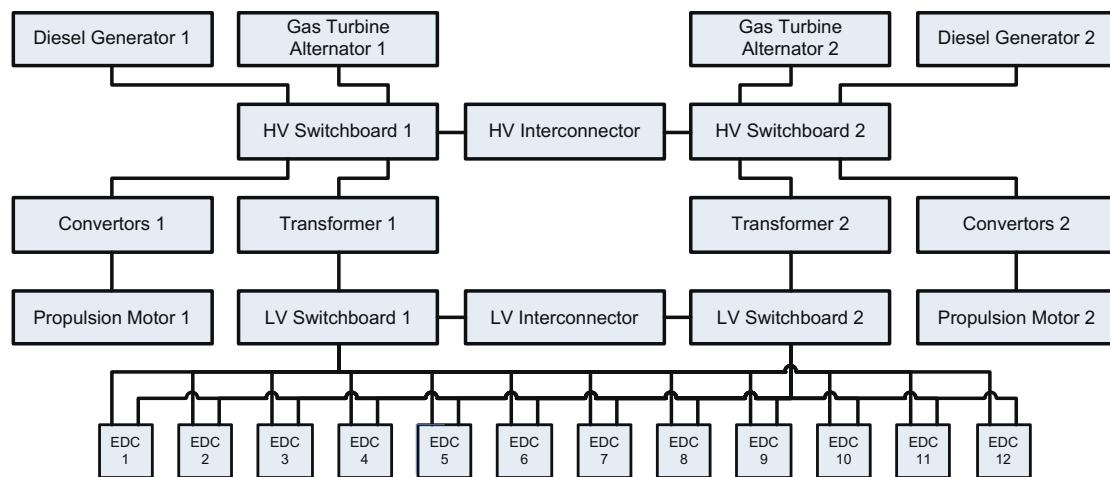 Diesel Generator 1
Gas Turbine
Alternator 1
Gas Turbine
Alternator 2
Diesel Generator 2
HV Switchboard 1
HV Interconnector
HV Switchboard 2
Convertors 1
Transformer 1
Transformer 2
Convertors 2
Propulsion Motor 1
LV Switchboard 1
LV Interconnector
LV Switchboard 2
Propulsion Motor 2
EDC
1
EDC
2
EDC
3
EDC
4
EDC
5
EDC
6
EDC
7
EDC
8
EDC
9
EDC
10
EDC
11
EDC
12